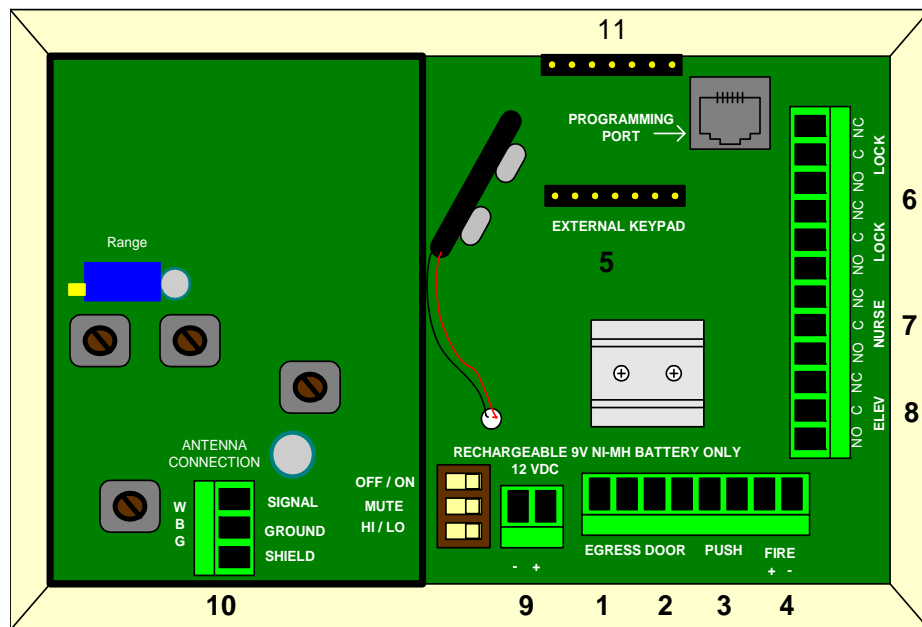 11
PROGRAMMING
PORT
NC
C
NO
LOCK
NC
C
NO
LOCK
6
EXTERNAL KEYPAD
5
Range
NC
C
NO
NURSE
7
NC
C
NO
ELEV
8
ANTENNA
CONNECTION
W
B
G
SIGNAL
GROUND
SHIELD
RECHARGEABLE 9V NI-MH BATTERY ONLY
12 VDC
OFF / ON
MUTE
HI / LO
- +
EGRESS DOOR PUSH FIRE
+ -
10 9 1 2 3 4